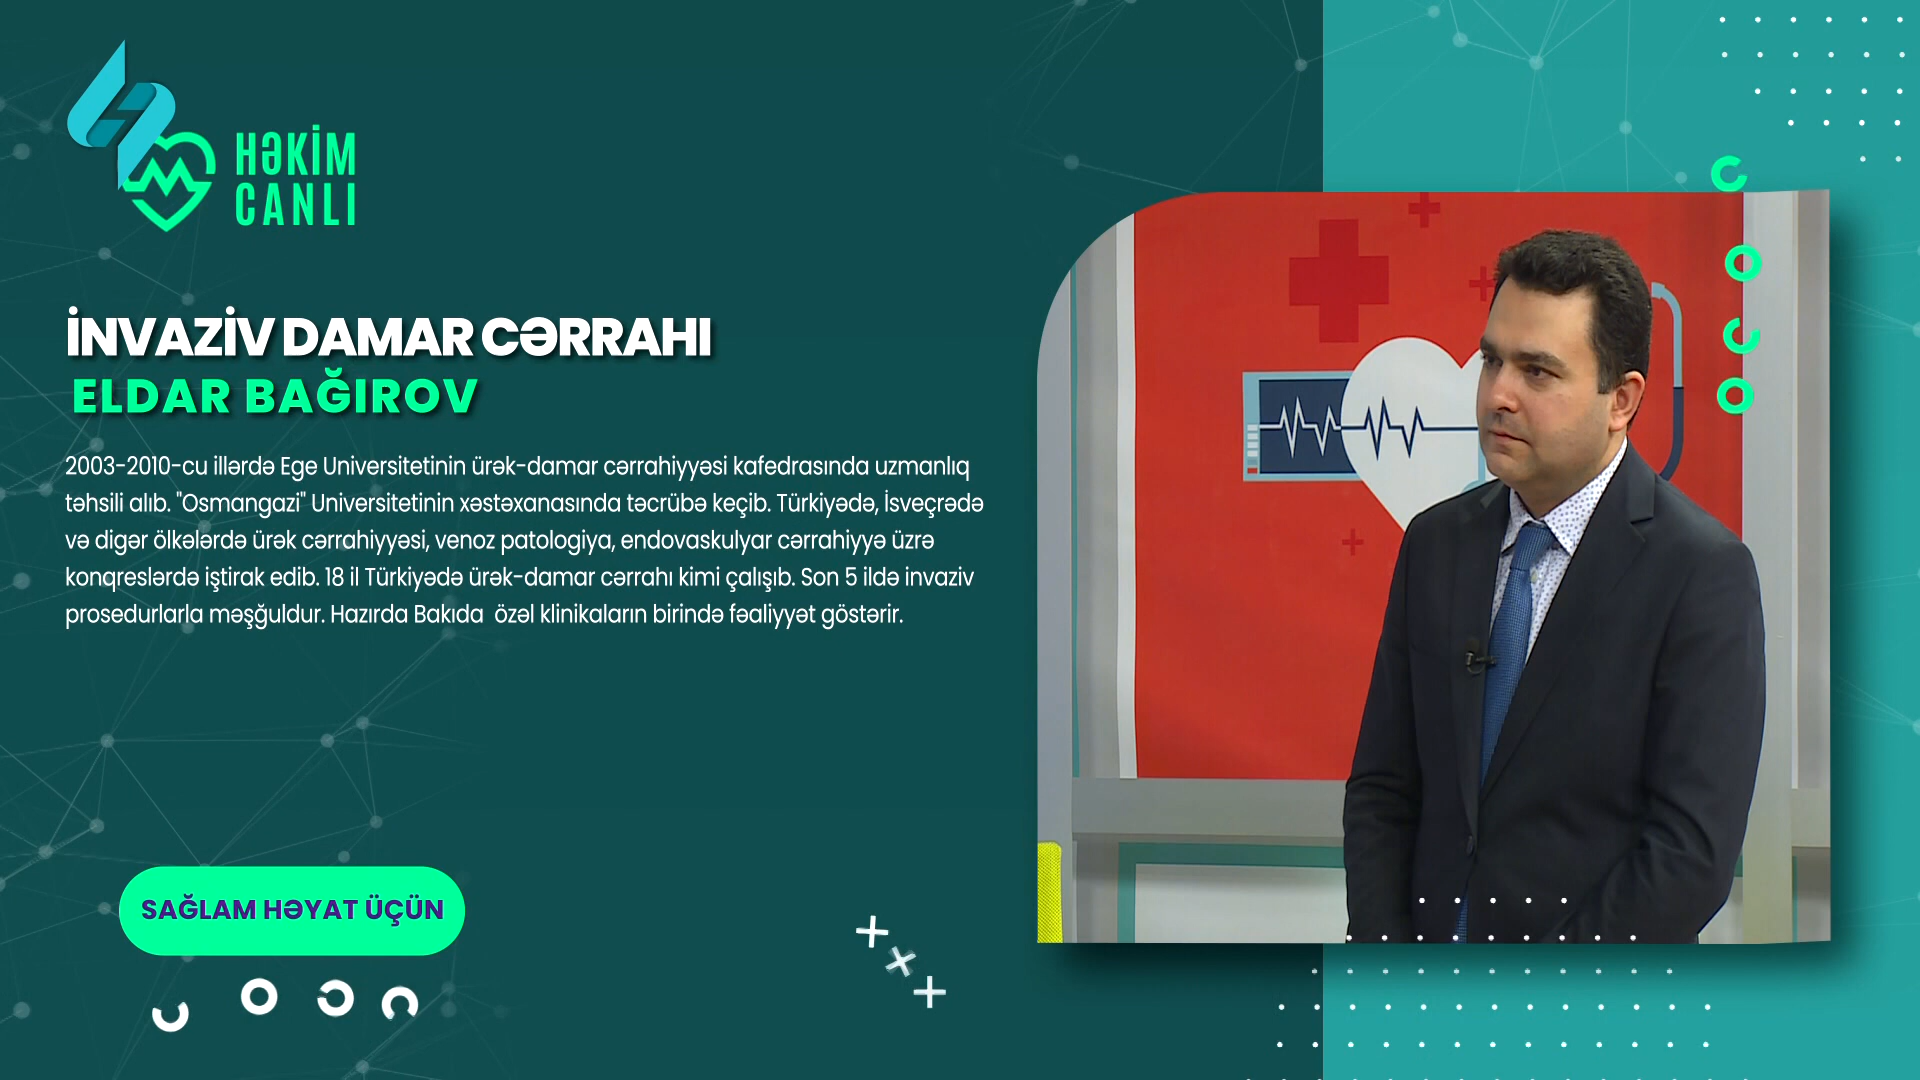 HƏKİM
CANLI
İNVAZİV DAMAR CƏRRAHI
ELDAR BAĞIROV
2003-2010-cu illərdə Ege Universitetinin ürək-damar cərrahiyyəsi kafedrasında uzmanlıq
təhsili alıb. "Osmangazi" Universitetinin xəstəxanasında təcrübə keçib. Türkiyədə, İsveçrədə
və digər ölkələrdə ürək cərrahiyyəsi, venoz patologiya, endovaskulyar cərrahiyyə üzrə
konqreslərdə iştirak edib. 18 il Türkiyədə ürək-damar cərrahı kimi çalışıb. Son 5 ildə invaziv
prosedurlarla məşğuldur. Hazırda Bakıda  özəl klinikaların birində fəaliyyət göstərir.
SAĞLAM HƏYAT ÜÇÜN